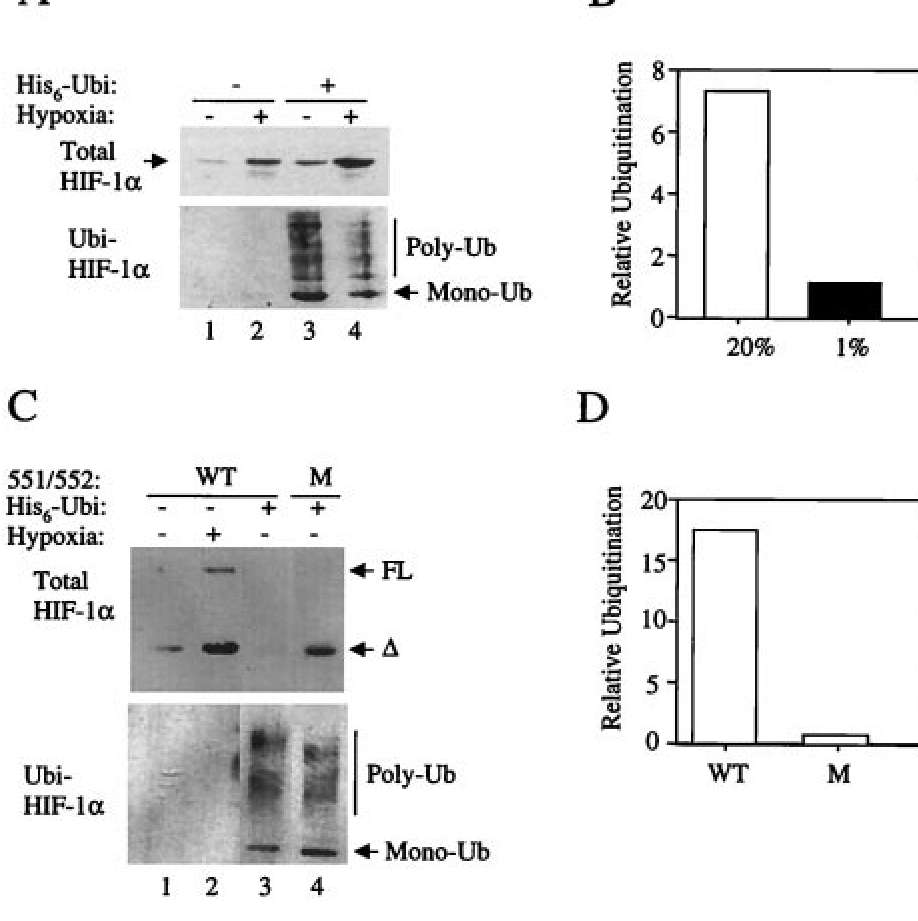 A
His6-Ubi: - +
Hypoxia: - + - +
Total
HIF-1α
Ubi-
HIF-1α
Poly-Ub
Mono-Ub
1 2 3 4
B
Relative Ubiquitination
8
6
4
2
0
20% 1%
C
551/552: WT M
His6-Ubi: - - + +
Hypoxia: - + - -
Total
HIF-1α
FL
Δ
Ubi-
HIF-1α
Poly-Ub
Mono-Ub
1 2 3 4
D
Relative Ubiquitination
20
15
10
5
0
WT M